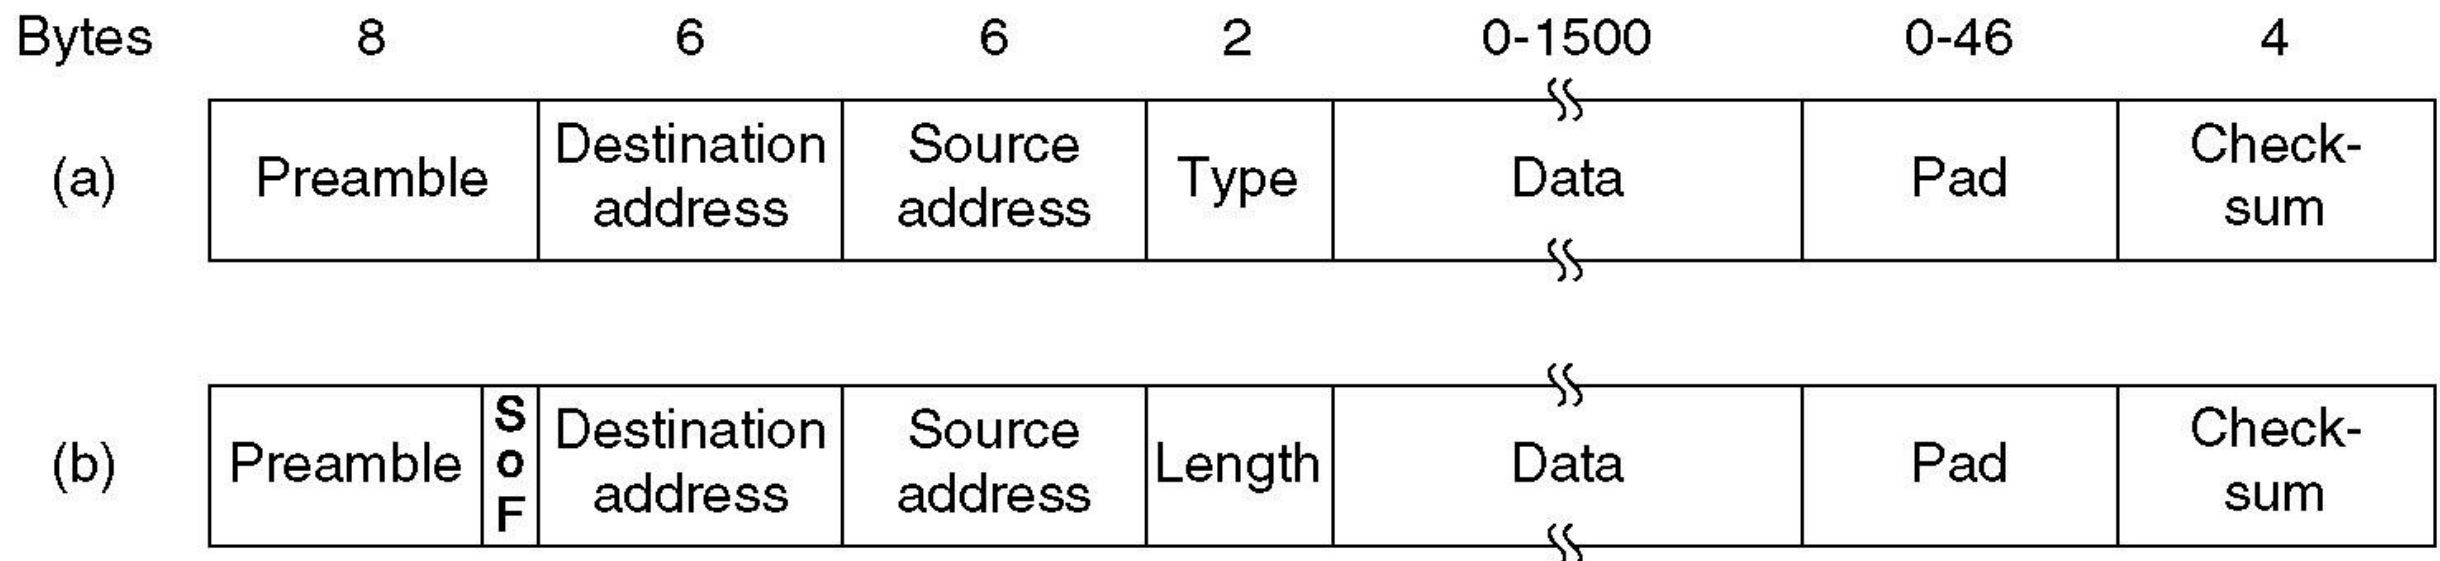 Bytes 8 6 6 2 0-1500 0-46 4
(a) Preamble Destination address Source address Type Data Pad Check-sum
(b) Preamble SoF Destination address Source address Length Data Pad Check-sum